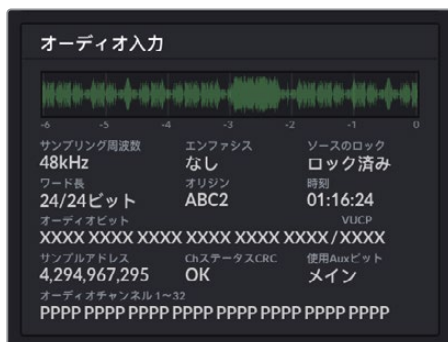 オーディオ入力
-6 -5 -4 -3 -2 -1 0
サンプリング周波数 エンファシス ソースのロック
48kHz なし ロック済み
ワード長 オリジン 時刻
24/24ビット ABC2 01:16:24
オーディオビット VUCP
XXXX XXXX XXXX XXXX XXXX XXXX/XXXX
サンプルアドレス ChステータスCRC 使用Auxビット
4,294,967,295 OK メイン
オーディオチャンネル 1〜32
PPPP PPPP PPPP PPPP PPPP PPPP PPPP PPPP